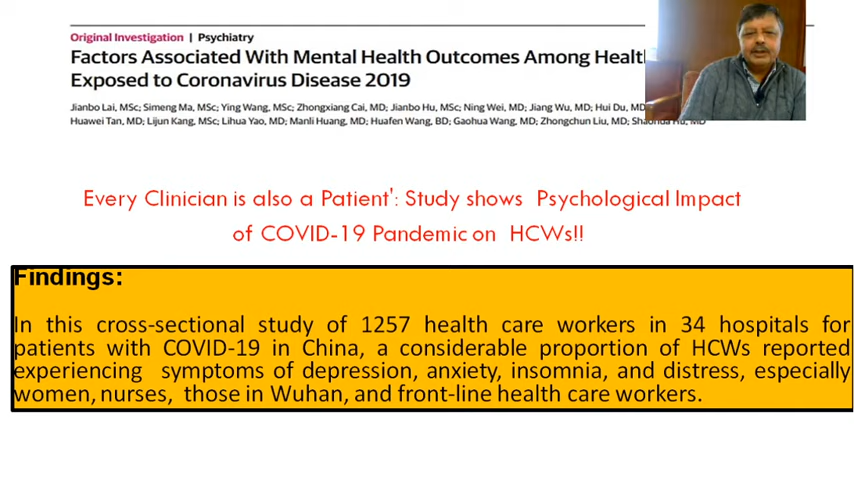 Original Investigation | Psychiatry
Factors Associated With Mental Health Outcomes Among
Exposed to Coronavirus Disease 2019
Jianbo Lai, MSc; Simeng Ma, MSc; Ying Wang, MSc; Zhongxiang Cai, MD; Jianbo Hu, MSc; Ning Wei, MD; Jiang Wu, MD; Hui Du, MD
Huawei Tan, MD; Lijun Kang, MSc; Lihua Yao, MD; Manli Huang, MD; Huafen Wang, BD; Gaohua Wang, MD; Zhongchun Liu, MD; MD
Every Clinician is also a Patient': Study shows Psychological Impact
of COVID-19 Pandemic on HCWs!!
Findings:
In this cross-sectional study of 1257 health care workers in 34 hospitals for
patients with COVID-19 in China, a considerable proportion of HCWs reported
experiencing symptoms of depression, anxiety, insomnia, and distress, especially
women, nurses, those in Wuhan, and front-line health care workers.